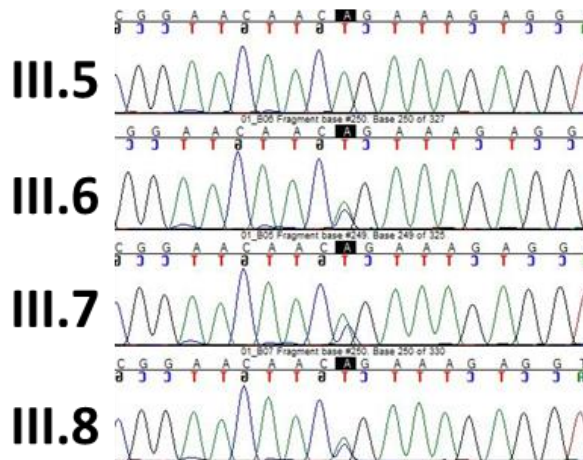 C G G A A C A A C A G A A A G A G G
G C C T T G T T G T C T T T C T C C
III.5
01_B06 Fragment base #250. Base 250 of 327
G G A A C A A C A G A A A G A G G
C C T T G T T G T C T T T C T C C
III.6
01_B05 Fragment base #249. Base 249 of 325
C G G A A C A A C A G A A A G A G G
G C C T T G T T G T C T T T C T C C
III.7
01_B07 Fragment base #250. Base 250 of 330
C G G A A C A A C A G A A A G A G G
G C C T T G T T G T C T T T C T C C
III.8